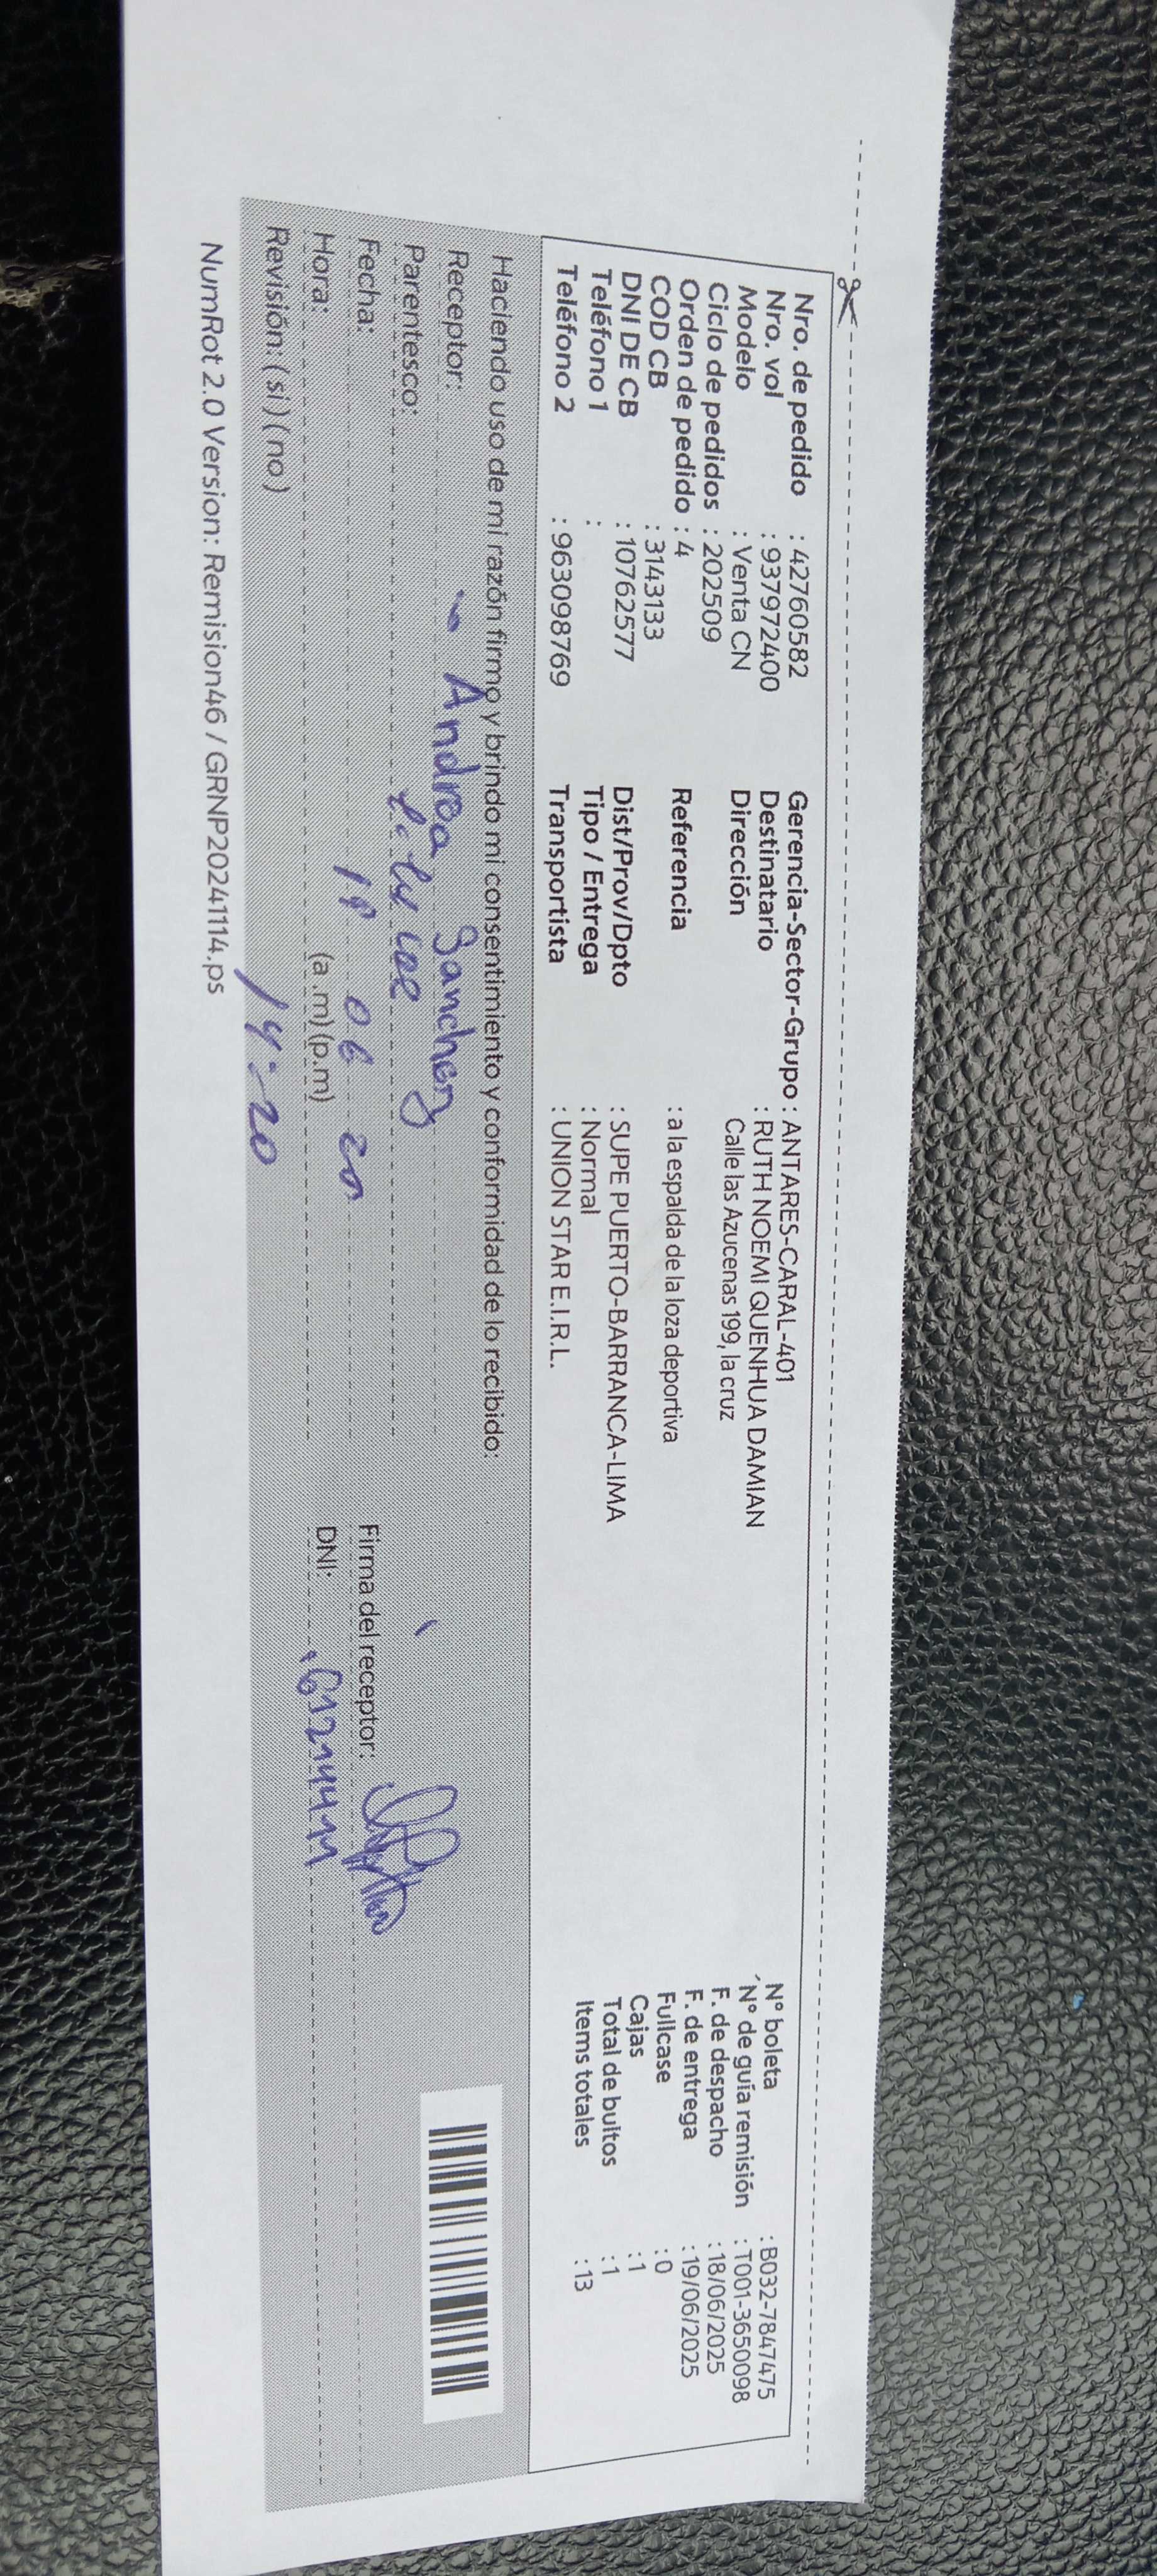 Nro. de pedido : 42760582 Gerencia-Sector-Grupo : ANTARES-CARAL-401 N° boleta : B032-7847475
Nro. vol : 937972400 Destinatario : RUTH NOEMI QUENHUA DAMIAN N° de guía remisión : T001-3650098
Modelo : Venta CN Dirección Calle las Azucenas 199, la cruz F. de despacho : 18/06/2025
Ciclo de pedidos : 202509 F. de entrega : 19/06/2025
Orden de pedido : 4 Referencia : a la espalda de la loza deportiva Fullcase : 0
COD CB : 3143133 Cajas : 1
DNI DE CB : 10762577 Dist/Prov/Dpto : SUPE PUERTO-BARRANCA-LIMA Total de bultos : 1
Teléfono 1 : Tipo / Entrega : Normal Items totales : 13
Teléfono 2 : 963098769 Transportista : UNION STAR E.I.R.L.
Haciendo uso de mi razón firmo y brindo mi consentimiento y conformidad de lo recibido:
Receptor: Andrea Sanchez
Parentesco:
Fecha: 06 Firma del receptor:
Hora: (a .m) (p.m) DNI: 61214411
Revisión: ( si ) ( no ) 14:20
NumRot 2.0 Version: Remision46 / GRNP20241114.ps